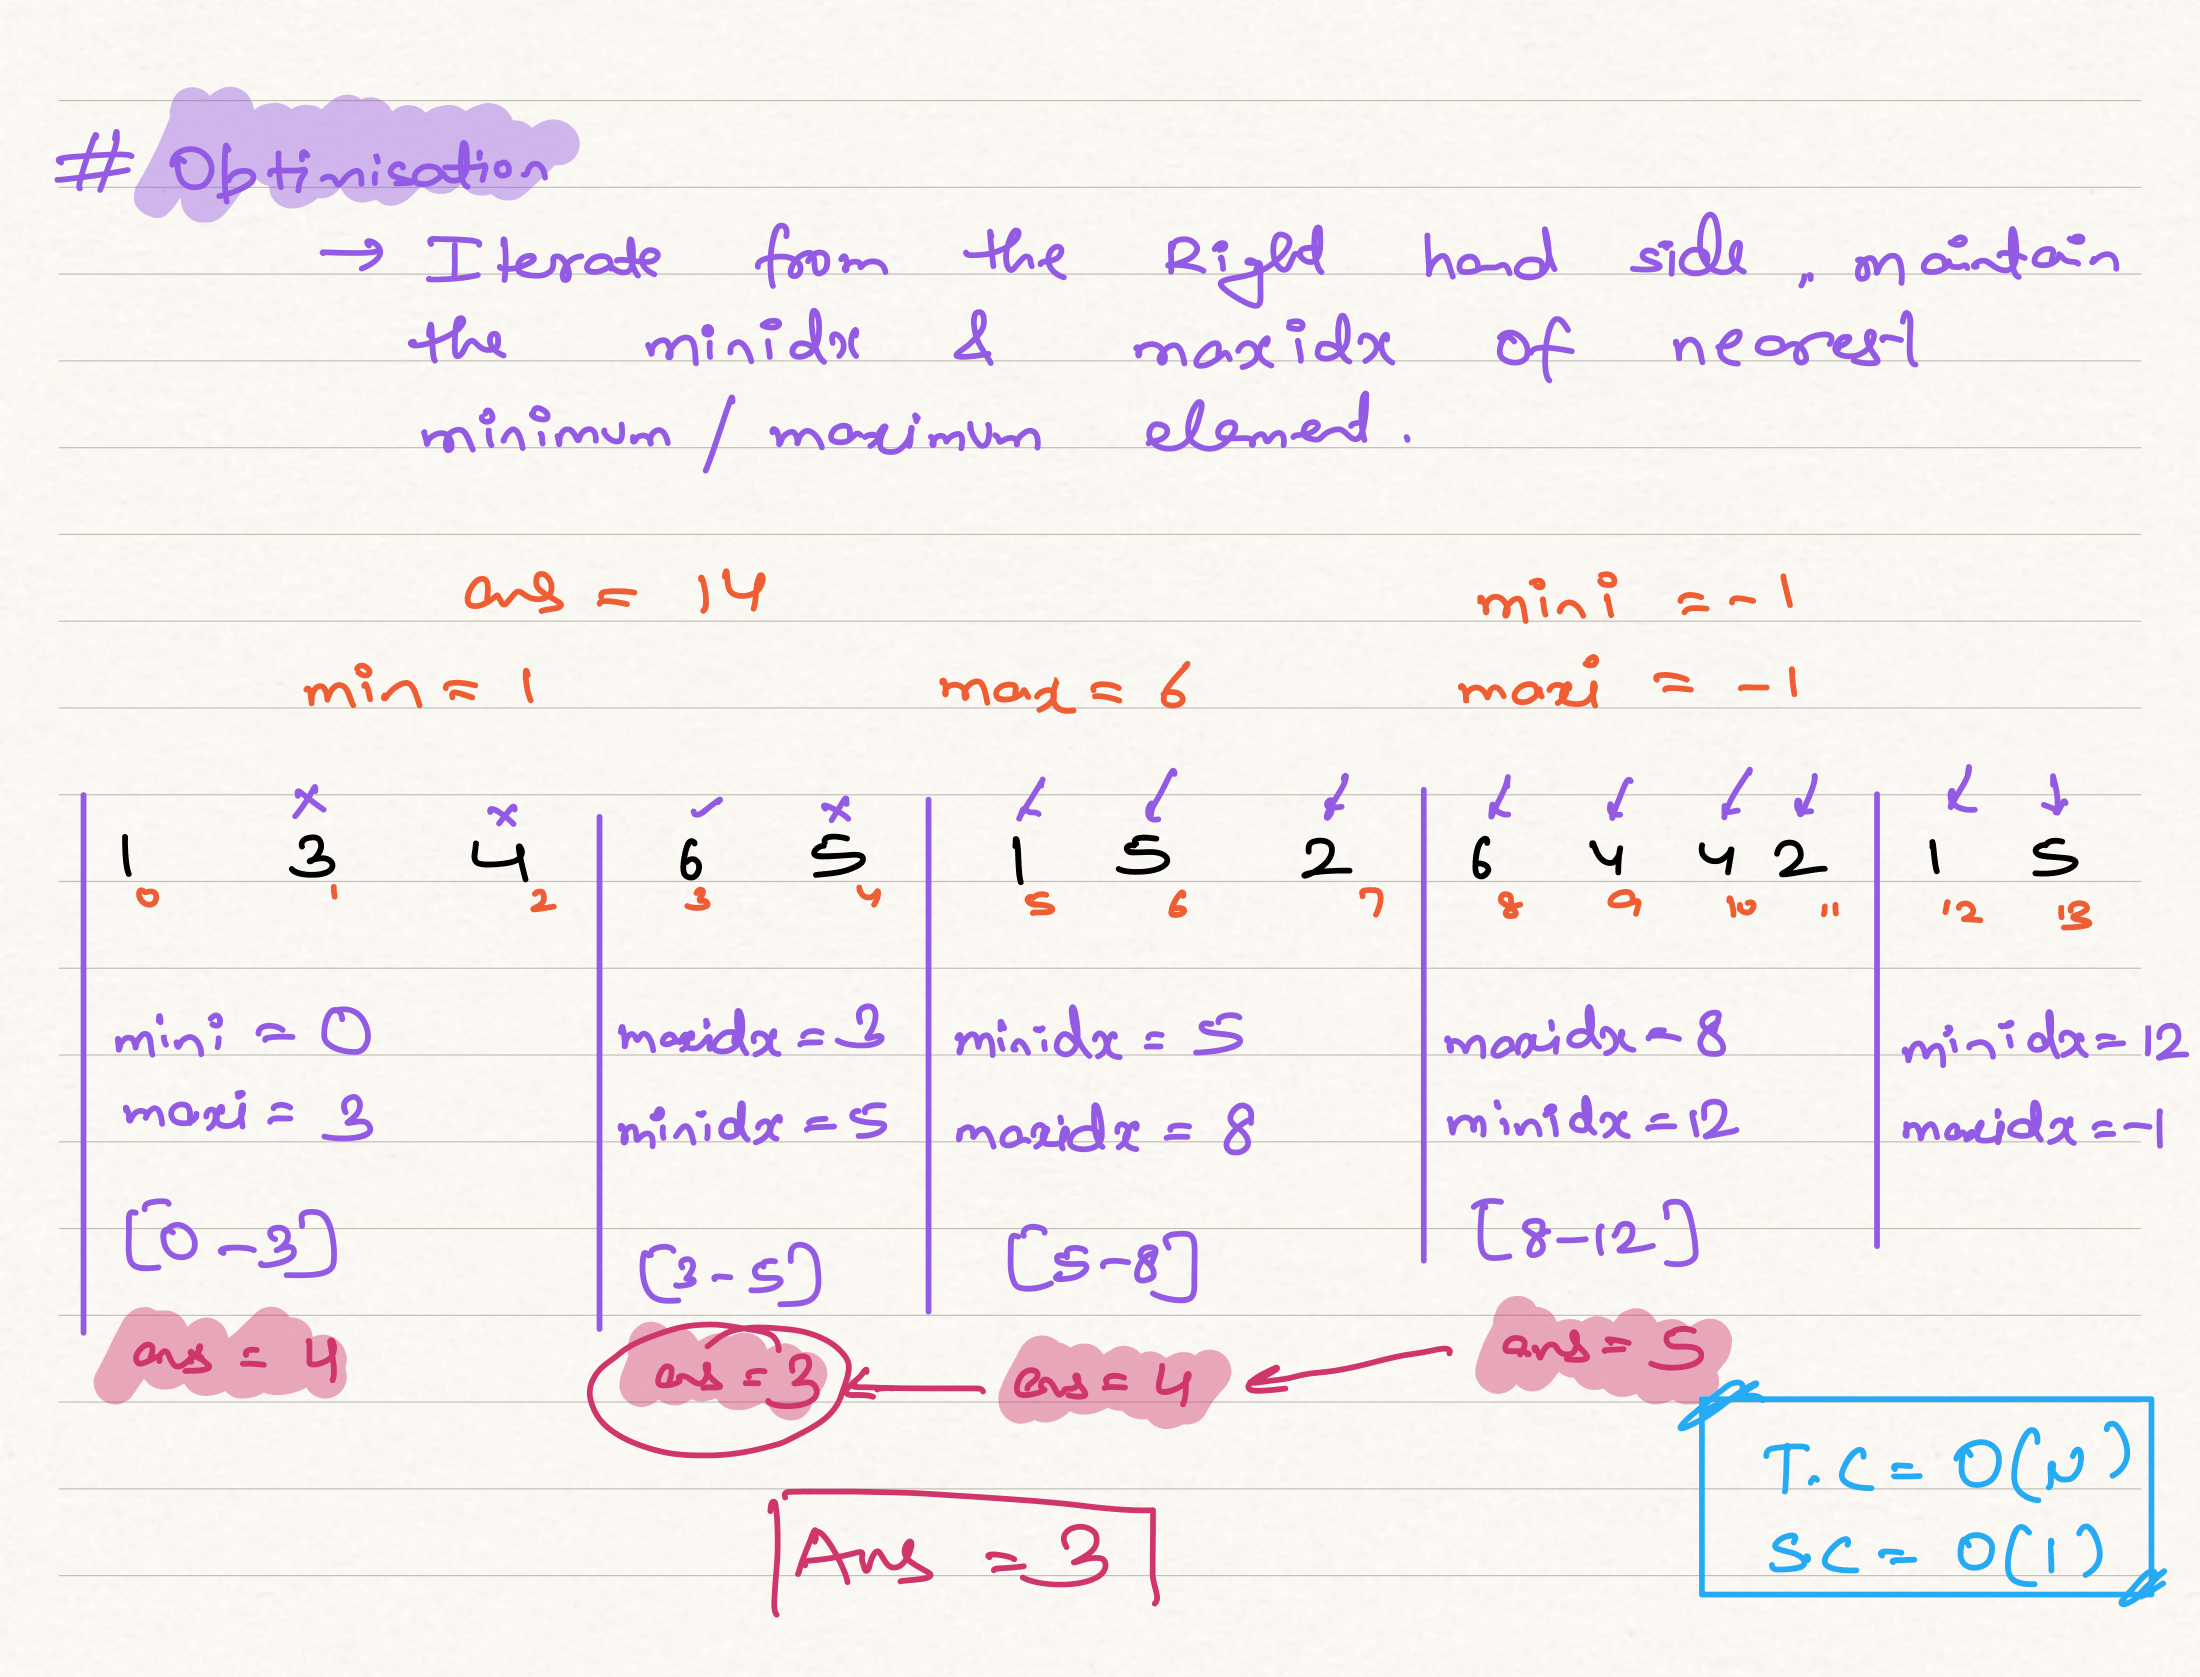 # Optimisation
→ Iterate from the Right hand side, maintain
the minidx & maxidx of nearest
minimum / maximum element.
ans = 14 mini = -1
min = 1 max = 6 maxi = -1
1 3 4 6 5 1 5 2 6 4 4 2 1 5
0 1 2 3 4 5 6 7 8 9 10 11 12 13
mini = 0 maxidx = 3 minidx = 5 maxidx = 8 minidx = 12
maxi = 3 minidx = 5 maxidx = 8 minidx = 12 maxidx = -1
[0-3] [3-5] [5-8] [8-12]
ans = 4 ans = 3 ans = 4 ans = 5
T.C = O(N)
Ans = 3 SC = O(1)